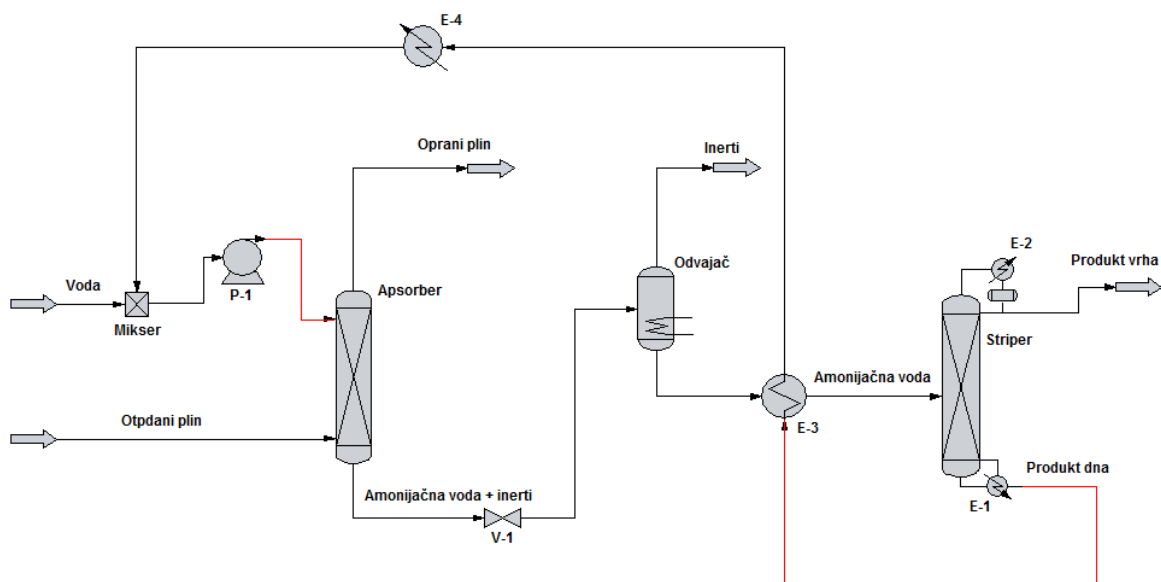 E-4
Oprani plin
Inerti
E-2
Odvajač
Produkt vrha
Voda
P-1
Apsorber
Mikser
Striper
Amonijačna voda
Otpdani plin
E-3
Produkt dna
Amonijačna voda + inerti
E-1
V-1